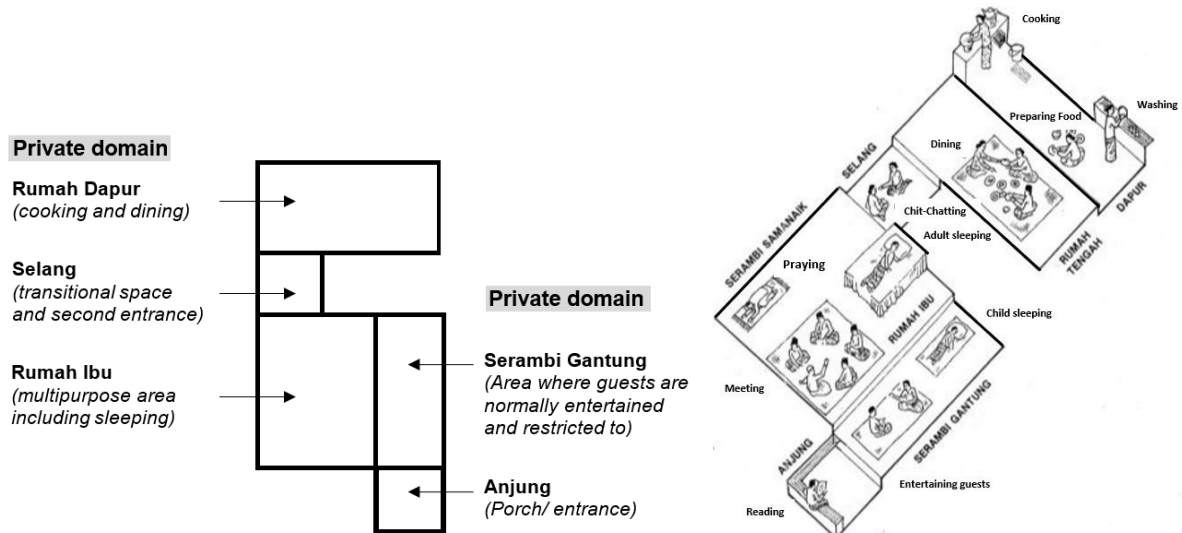 Private domain
Rumah Dapur
(cooking and dining)
Selang
(transitional space
and second entrance)
Rumah Ibu
(multipurpose area
including sleeping)
Private domain
Serambi Gantung
(Area where guests are
normally entertained
and restricted to)
Anjung
(Porch/ entrance)
Cooking
Washing
Preparing Food
Dining
SELANG
DAPUR
Chit-Chatting
RUMAH
TENGAH
Adult sleeping
SERAMBI SAMANAIK
Praying
RUMAH IBU
Child sleeping
Meeting
SERAMBI GANTUNG
ANJUNG
Entertaining guests
Reading